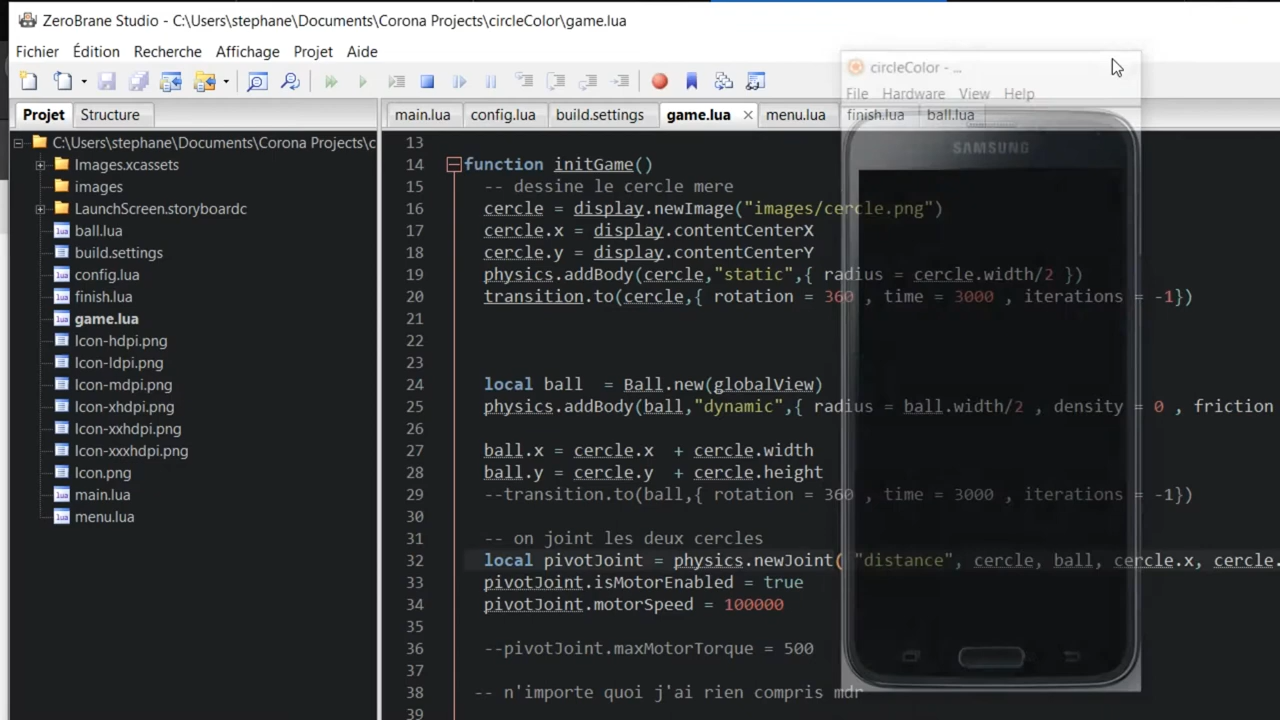 ZeroBrane Studio - C:\Users\stephane\Documents\Corona Projects\circleColor\game.lua
Fichier Édition Recherche Affichage Projet Aide
Projet Structure
C:\Users\stephane\Documents\Corona Projects\c
Images.xcassets
images
LaunchScreen.storyboardc
ball.lua
build.settings
config.lua
finish.lua
game.lua
Icon-hdpi.png
Icon-ldpi.png
Icon-mdpi.png
Icon-xhdpi.png
Icon-xxhdpi.png
Icon-xxxhdpi.png
Icon.png
main.lua
menu.lua
main.lua config.lua build.settings game.lua menu.lua finish.lua ball.lua
13
14 function initGame()
15 -- dessine le cercle mere
16 cercle = display.newImage("images/cercle.png")
17 cercle.x = display.contentCenterX
18 cercle.y = display.contentCenterY
19 physics.addBody(cercle,"static",{ radius = cercle.width/2 })
20 transition.to(cercle,{ rotation = 360 , time = 3000 , iterations = -1})
21
22
23
24 local ball = Ball.new(globalView)
25 physics.addBody(ball,"dynamic",{ radius = ball.width/2 , density = 0 , friction
26
27 ball.x = cercle.x + cercle.width
28 ball.y = cercle.y + cercle.height
29 --transition.to(ball,{ rotation = 360 , time = 3000 , iterations = -1})
30
31 -- on joint les deux cercles
32 local pivotJoint = physics.newJoint( "distance", cercle, ball, cercle.x, cercle.
33 pivotJoint.isMotorEnabled = true
34 pivotJoint.motorSpeed = 100000
35
36 --pivotJoint.maxMotorTorque = 500
37
38 -- n'importe quoi j'ai rien compris mdr
39
circleColor - ...
File Hardware View Help
SAMSUNG